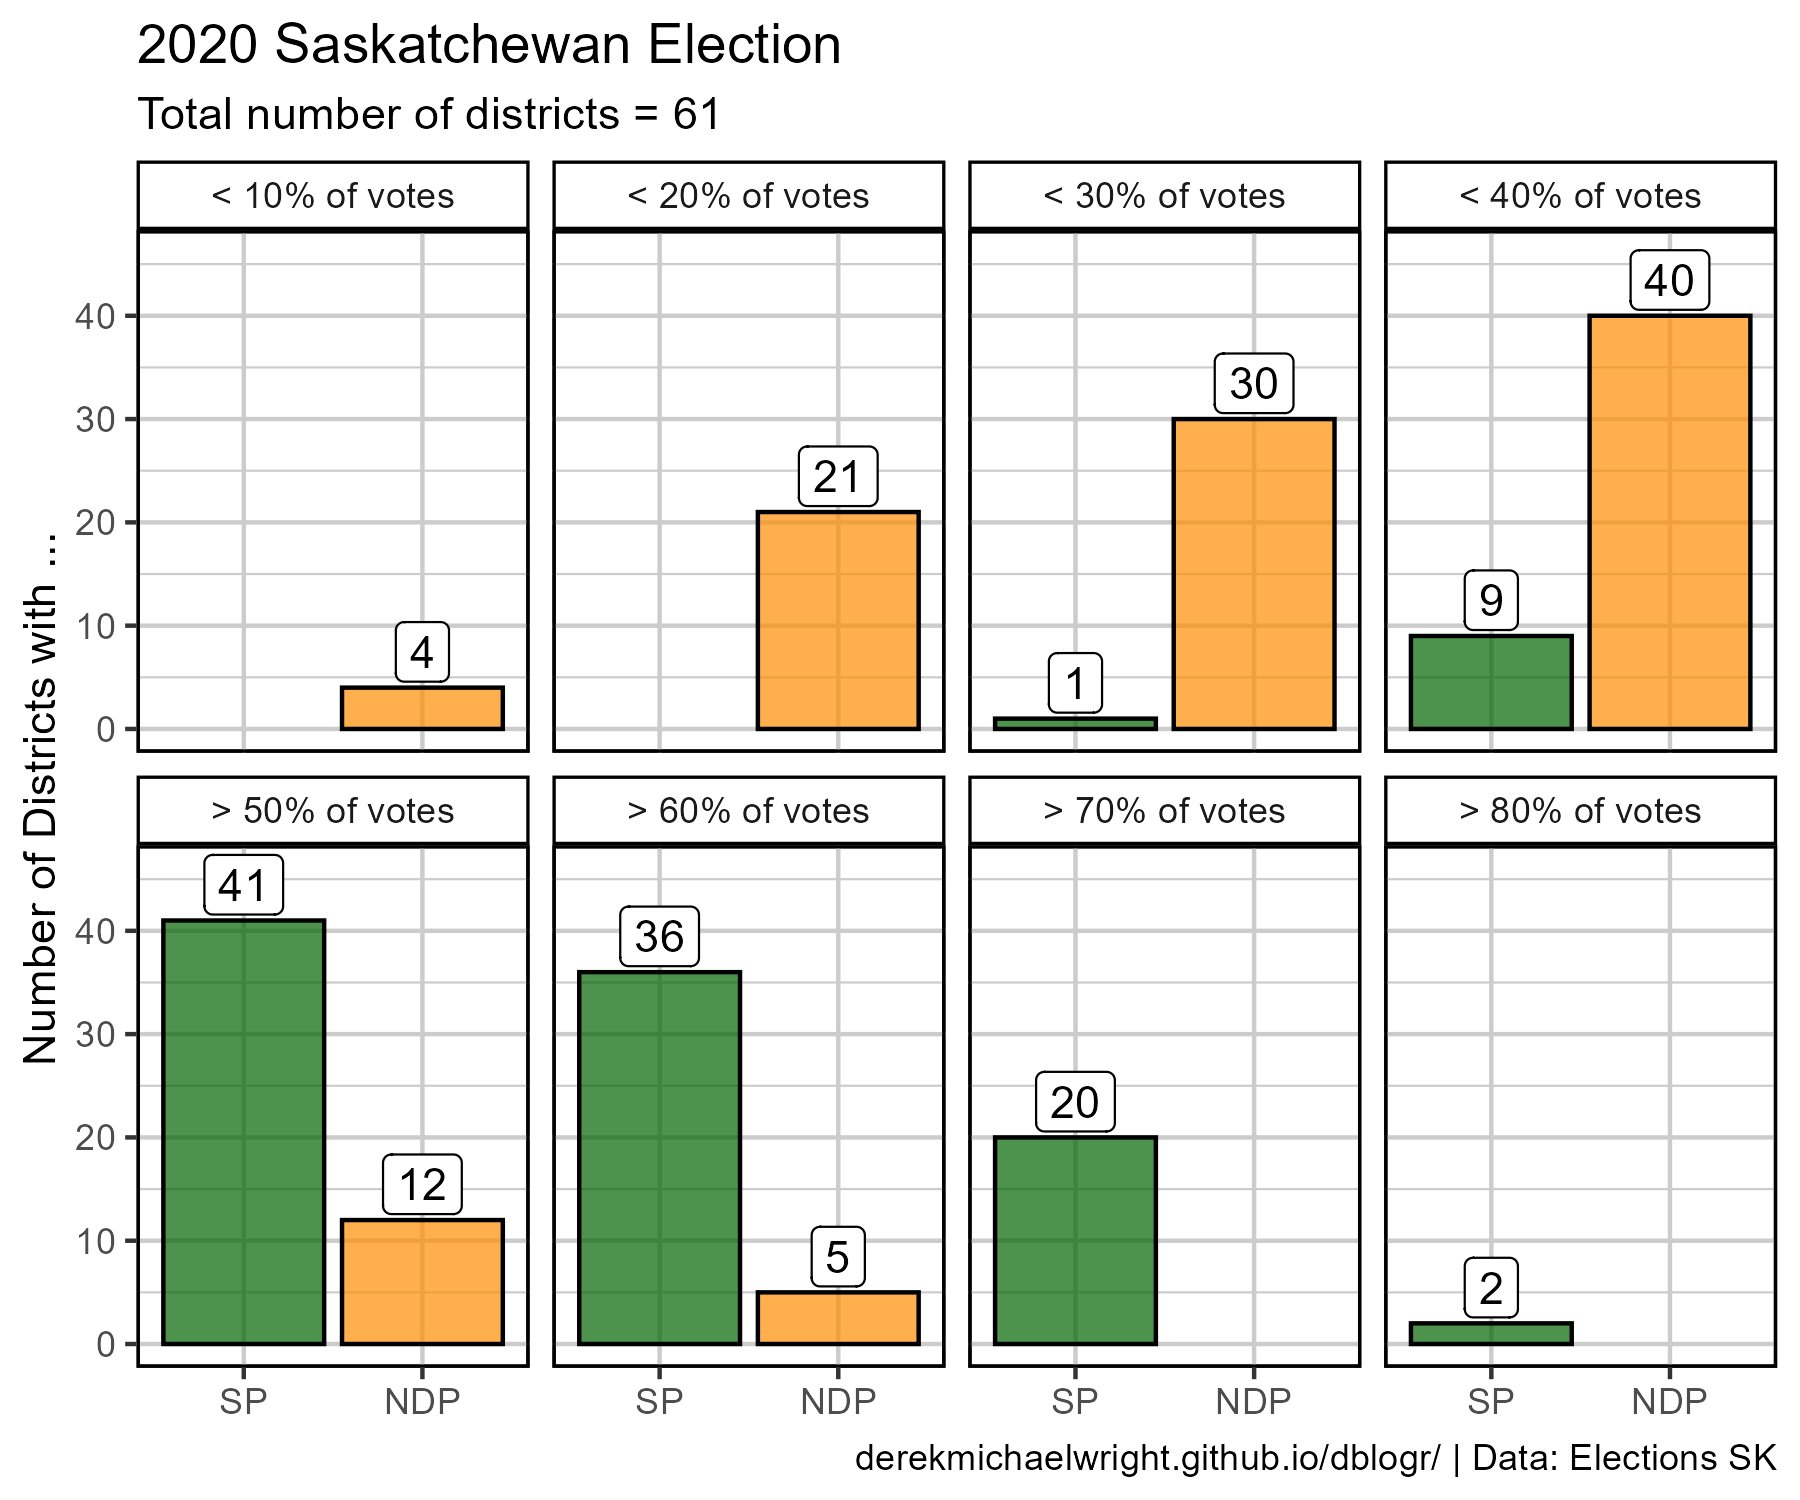 2020 Saskatchewan Election
Total number of districts = 61
Number of Districts with ...
< 10% of votes
< 20% of votes
< 30% of votes
< 40% of votes
40
30
20
10
0
4
21
1
30
9
40
> 50% of votes
> 60% of votes
> 70% of votes
> 80% of votes
40
30
20
10
0
41
12
36
5
20
2
SP NDP
SP NDP
SP NDP
SP NDP
derekmichaelwright.github.io/dblogr/ | Data: Elections SK